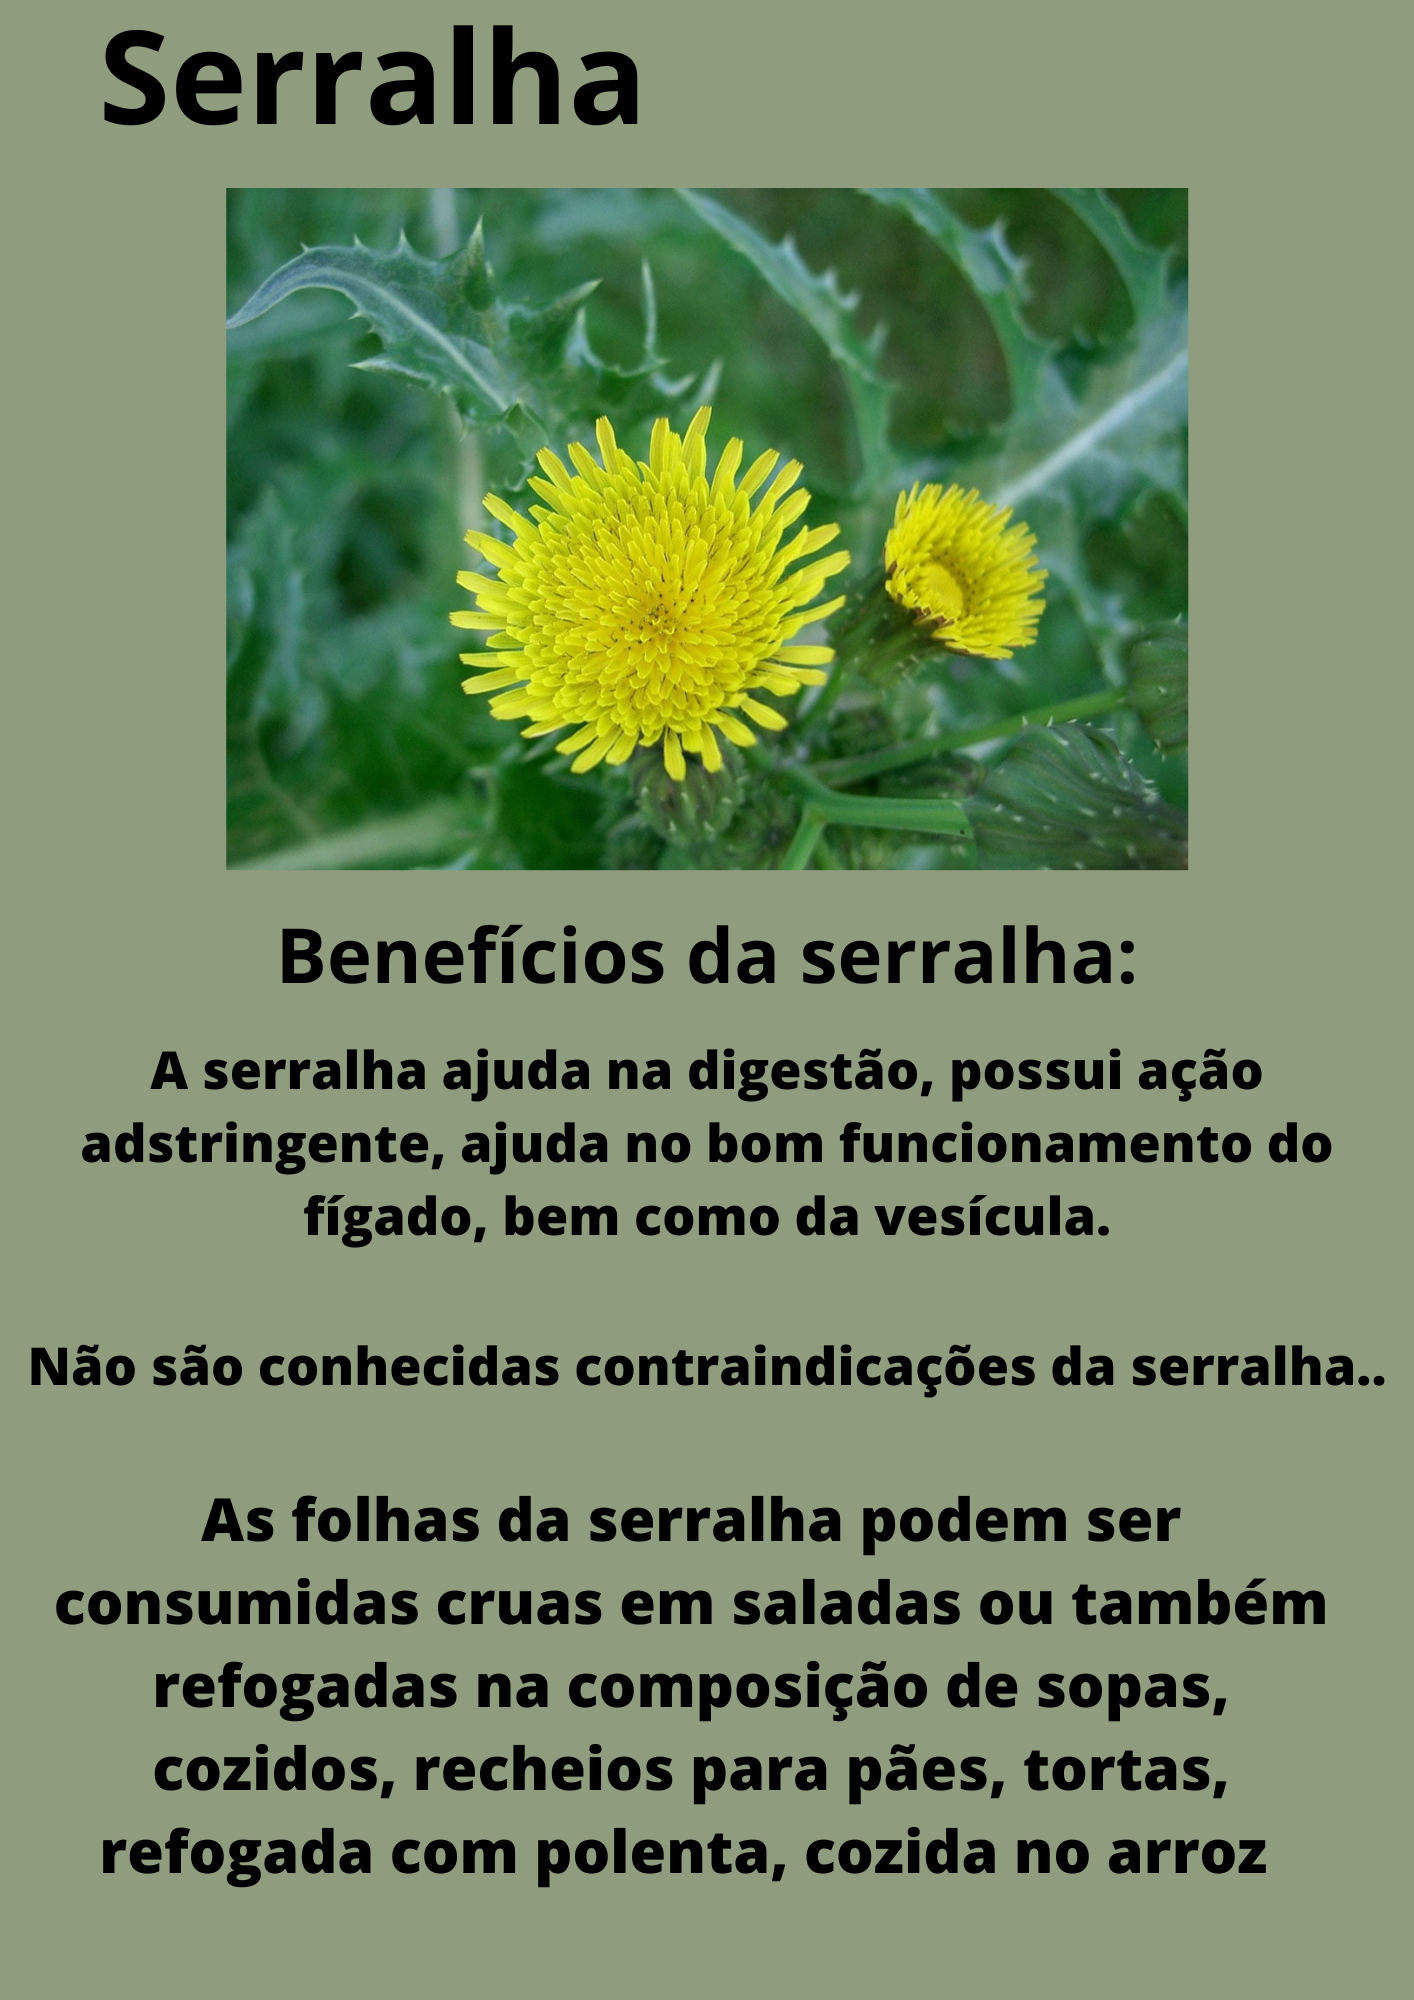 Serralha
Benefícios da serralha:
A serralha ajuda na digestão, possui ação
adstringente, ajuda no bom funcionamento do
fígado, bem como da vesícula.
Não são conhecidas contraindicações da serralha..
As folhas da serralha podem ser
consumidas cruas em saladas ou também
refogadas na composição de sopas,
cozidos, recheios para pães, tortas,
refogada com polenta, cozida no arroz